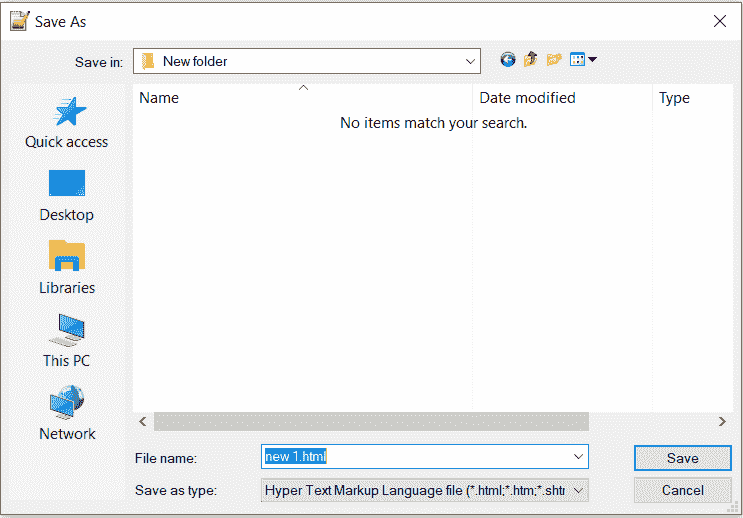 Save As
Save in: New folder
Name Date modified Type
No items match your search.
Quick access
Desktop
Libraries
This PC
Network
File name: new 1.html Save
Save as type: Hyper Text Markup Language file (*.html;*.htm;*.shtn Cancel